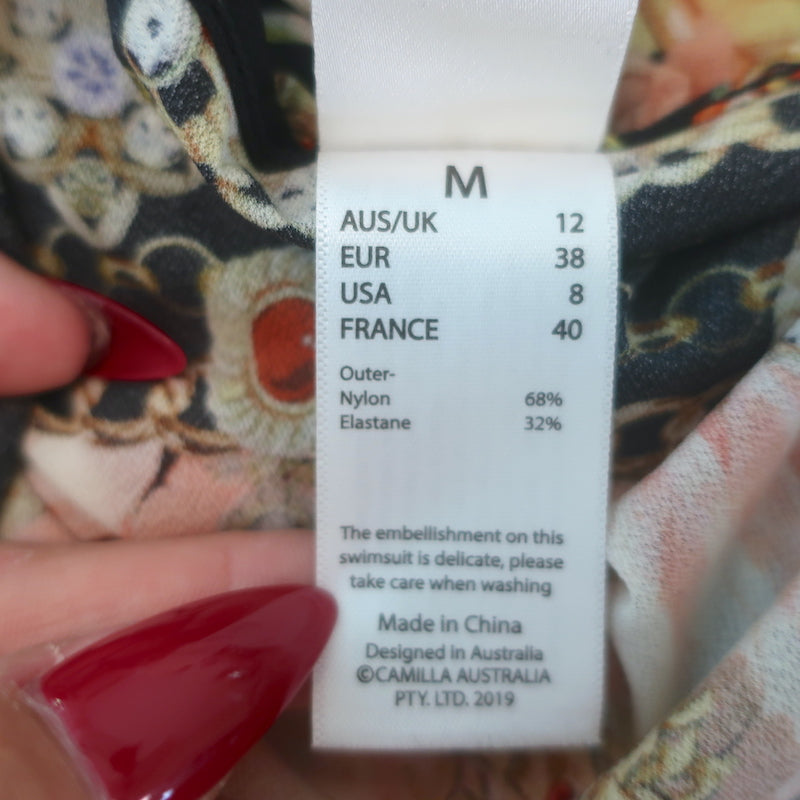 M
AUS/UK 12
EUR 38
USA 8
FRANCE 40
Outer-
Nylon 68%
Elastane 32%
The embellishment on this
swimsuit is delicate, please
take care when washing
Made in China
Designed in Australia
©CAMILLA AUSTRALIA
PTY. LTD. 2019